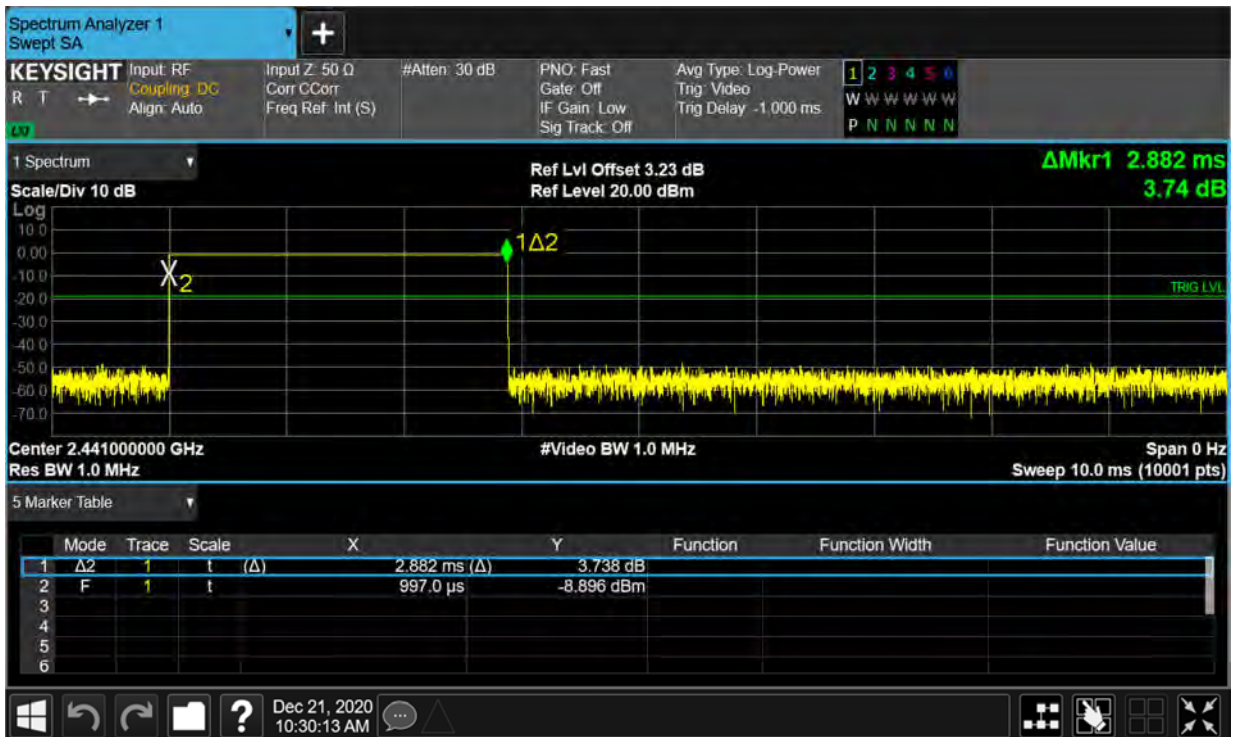 Spectrum Analyzer 1
Swept SA
KEYSIGHT Input: RF Input Z: 50 Ω #Atten: 30 dB PNO: Fast Avg Type: Log-Power 1 2 3 4 5 6
R T Coupling: DC Corr CCorr Gate: Off Trig: Video W W W W W W
Align: Auto Freq Ref: Int (S) IF Gain: Low Trig Delay: -1.000 ms
Sig Track: Off P N N N N N
LXI
1 Spectrum
Ref Lvl Offset 3.23 dB ΔMkr1 2.882 ms
Scale/Div 10 dB Ref Level 20.00 dBm 3.74 dB
Log
10.0
0.00 1Δ2
-10.0 2
-20.0 TRIG LVL
-30.0
-40.0
-50.0
-60.0
-70.0
Center 2.441000000 GHz #Video BW 1.0 MHz Span 0 Hz
Res BW 1.0 MHz Sweep 10.0 ms (10001 pts)
5 Marker Table
Mode Trace Scale X Y Function Function Width Function Value
1 Δ2 1 t (Δ) 2.882 ms (Δ) 3.738 dB
2 F 1 t 997.0 μs -8.896 dBm
3
4
5
6
? Dec 21, 2020
10:30:13 AM